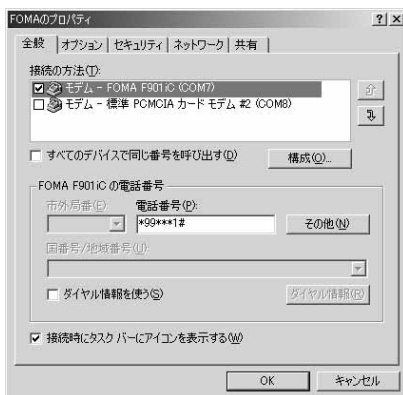 FOMAのプロパティ
全般 オプション セキュリティ ネットワーク 共有
接続の方法(T):
モデム - FOMA F901iC (COM7)
モデム - 標準 PCMCIA カード モデム #2 (COM8)
すべてのデバイスで同じ番号を呼び出す(D) 構成(O)...
FOMA F901iC の電話番号
市外局番(E): 電話番号(P):
*99***1# その他(N)
国番号/地域番号(U):
ダイヤル情報を使う(S) ダイヤル情報(R)
接続時にタスク バーにアイコンを表示する(W)
OK キャンセル